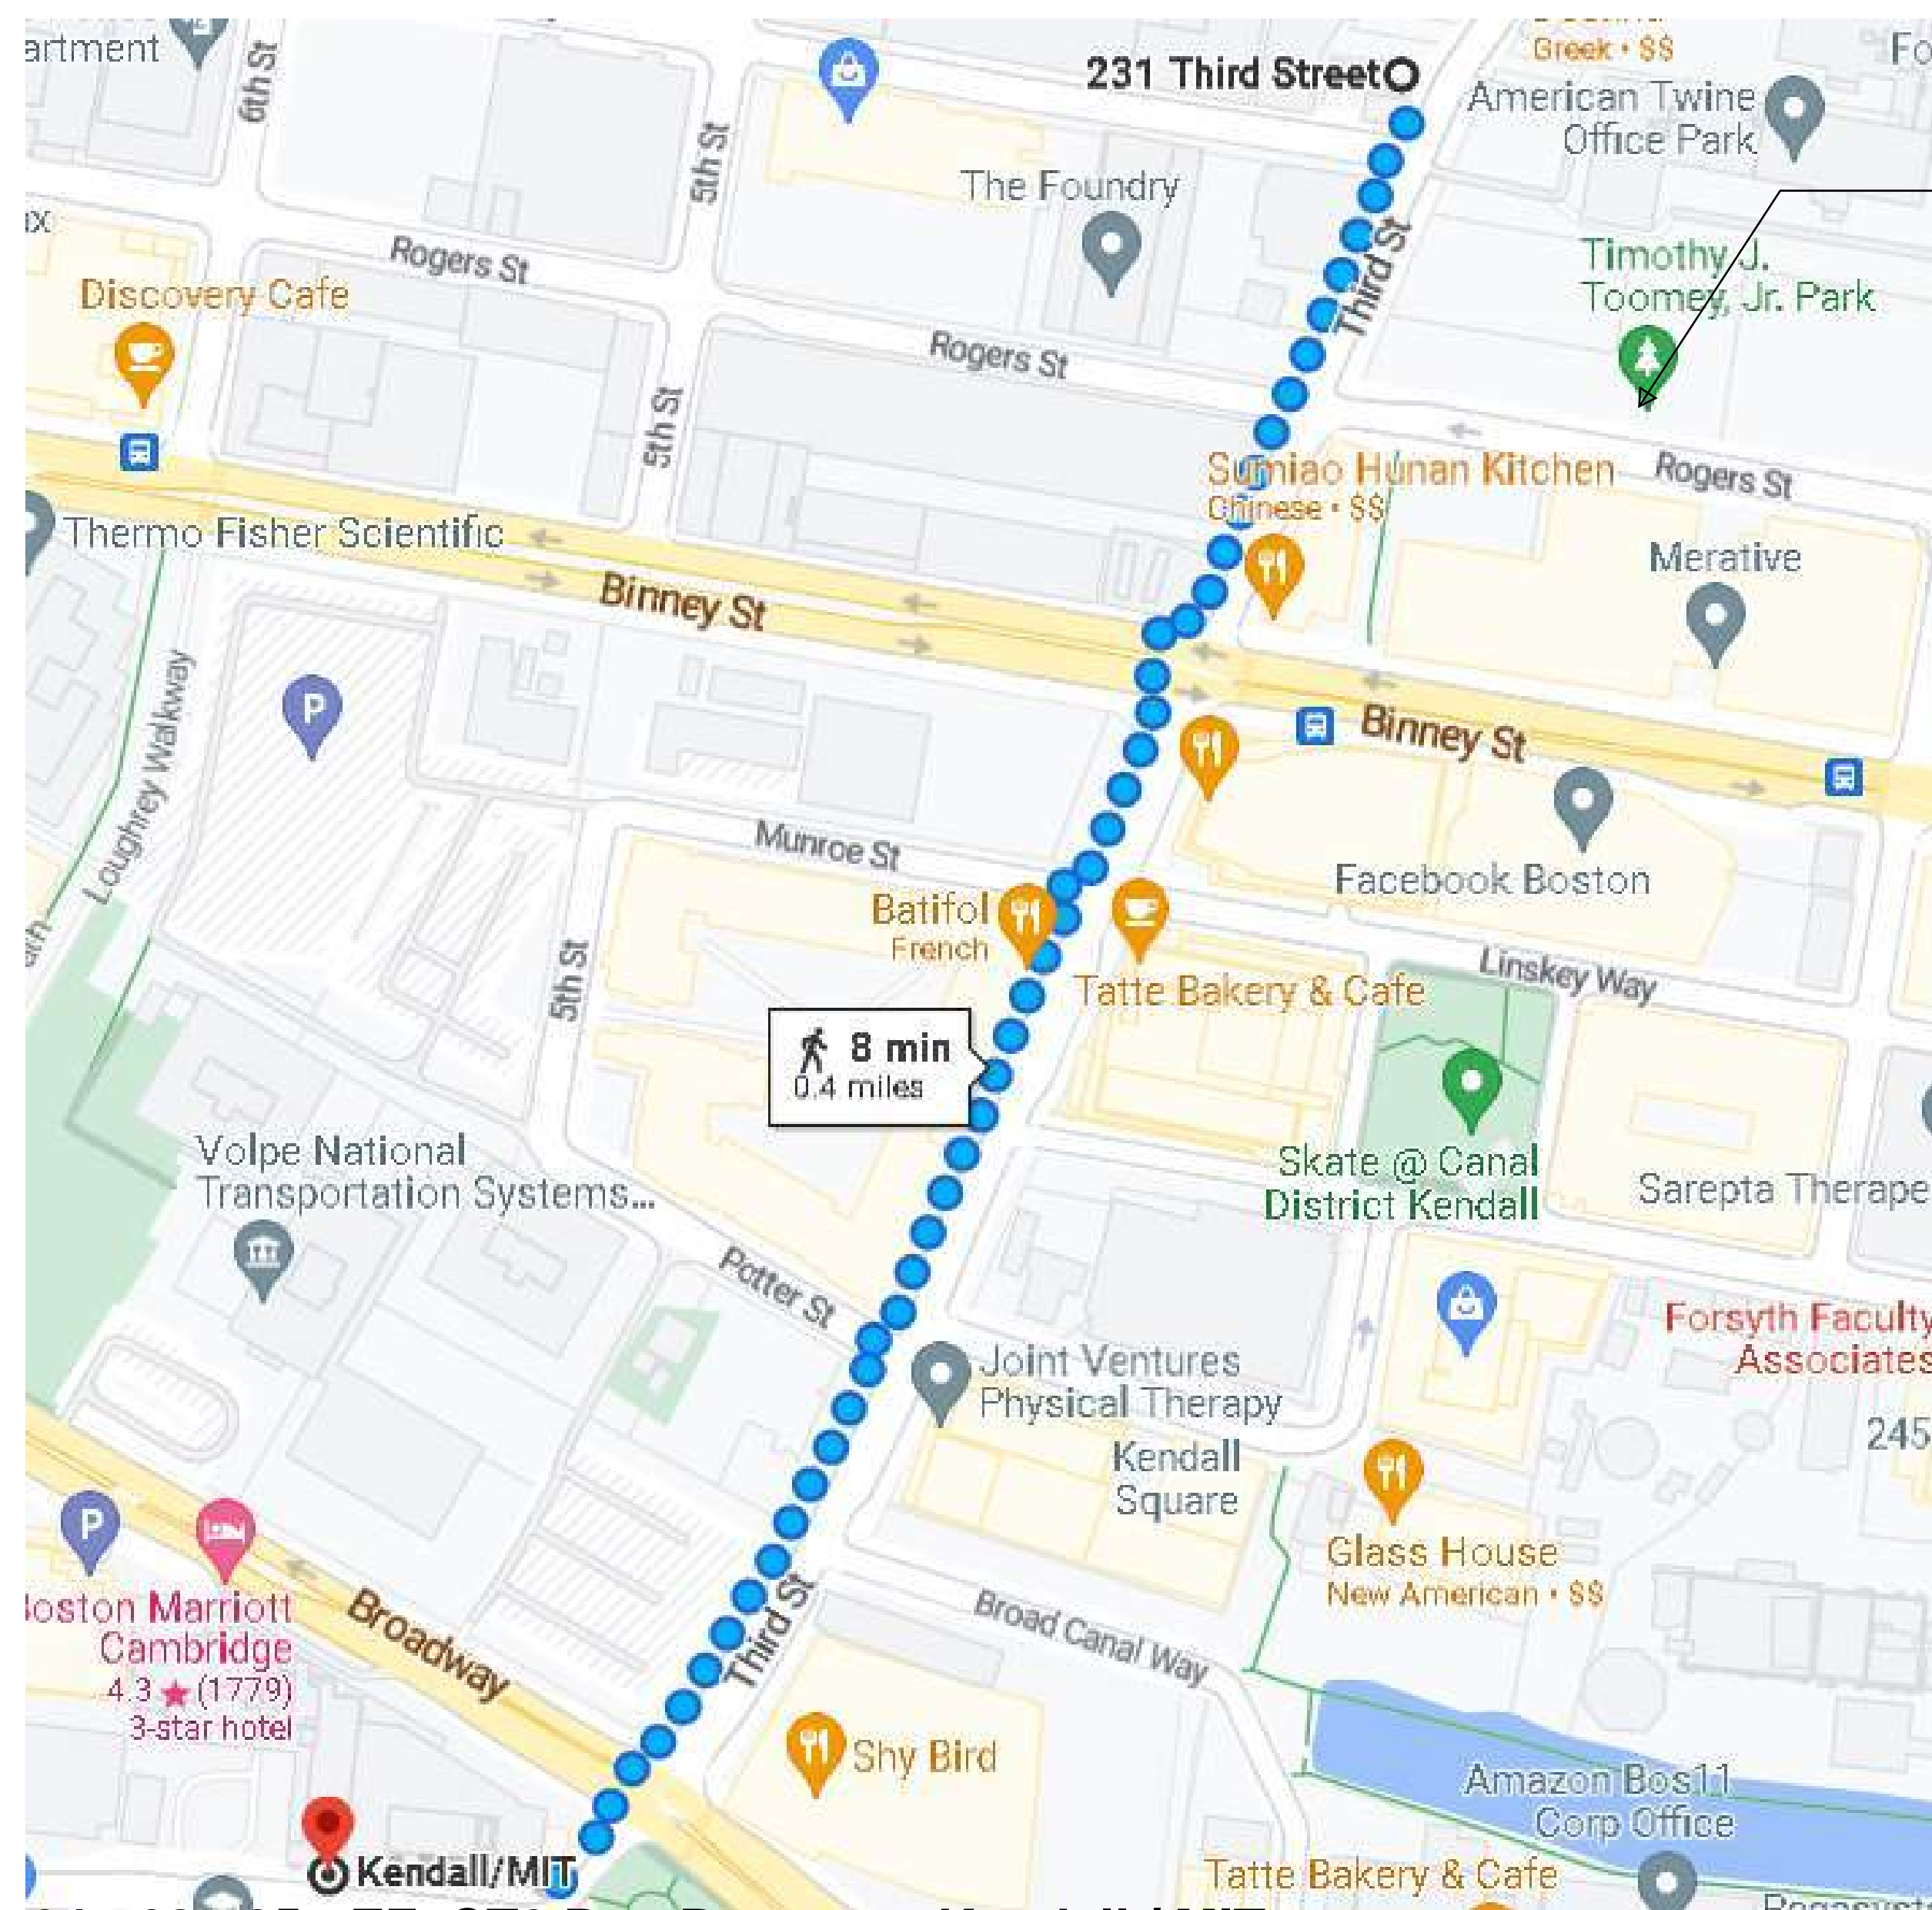 Greek • $$
artment
6th St
231 Third Street
American Twine
Office Park
5th St
The Foundry
Third St
Timothy J.
Toomey, Jr. Park
Rogers St
Discovery Cafe
Rogers St
5th St
Sumiao Hunan Kitchen
Chinese • $$
Rogers St
Thermo Fisher Scientific
Merative
Binney St
Binney St
P
Loughrey Walkway
Munroe St
Facebook Boston
Batifol
French
Linskey Way
5th St
Tatte Bakery & Cafe
8 min
0.4 miles
Volpe National
Transportation Systems...
Skate @ Canal
District Kendall
Sarepta Therape
Potter St
Forsyth Faculty
Associates
Joint Ventures
Physical Therapy
245
Kendall
Square
P
Glass House
New American • $$
oston Marriott
Cambridge
4.3 ★ (1779)
3-star hotel
Broadway
Third St
Broad Canal Way
Shy Bird
Amazon Bos11
Corp Office
Kendall/MIT
Tatte Bakery & Cafe